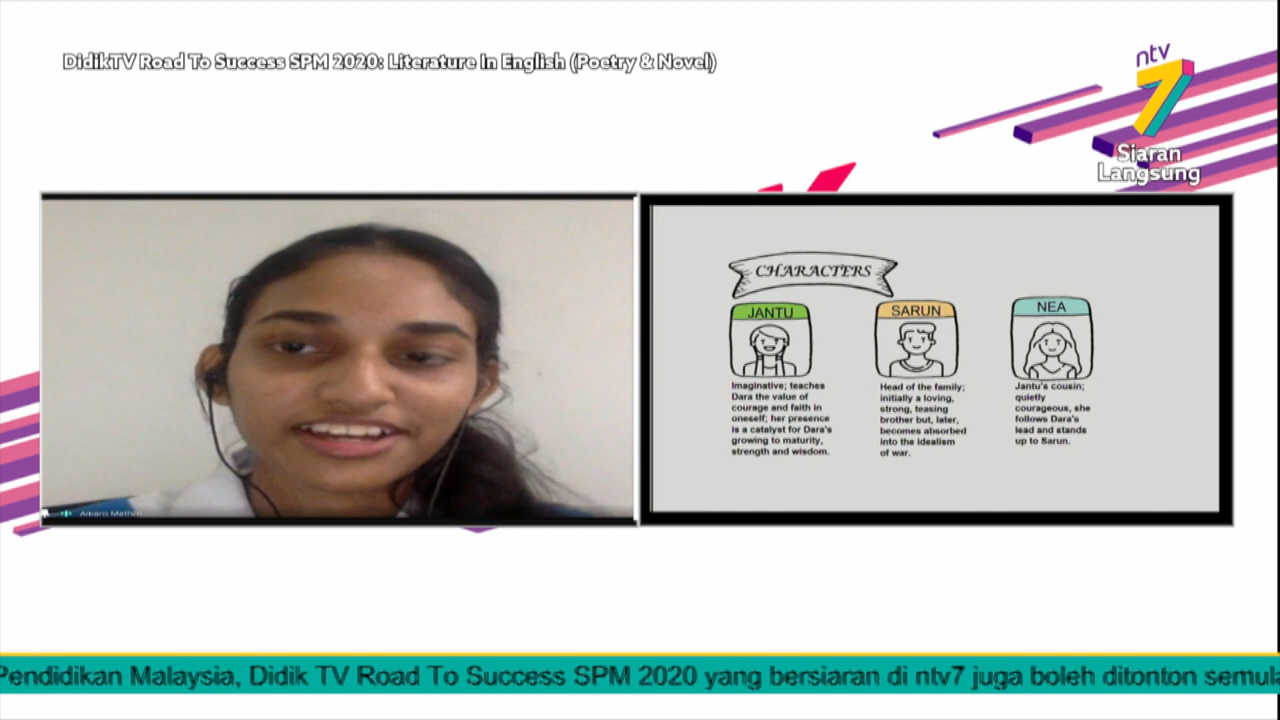 DidikTV Road To Success SPM 2020: Literature In English (Poetry & Novel)
ntv
7
Siaran
Langsung
CHARACTERS
JANTU
Imaginative; teaches
Dara the value of
courage and faith in
oneself; her presence
is a catalyst for Dara's
growing to maturity,
strength and wisdom.
SARUN
Head of the family;
initially a loving,
strong, teasing
brother but, later,
becomes absorbed
into the idealism
of war.
NEA
Jantu's cousin;
quietly
courageous, she
follows Dara's
lead and stands
up to Sarun.
Pendidikan Malaysia, Didik TV Road To Success SPM 2020 yang bersiaran di ntv7 juga boleh ditonton semula